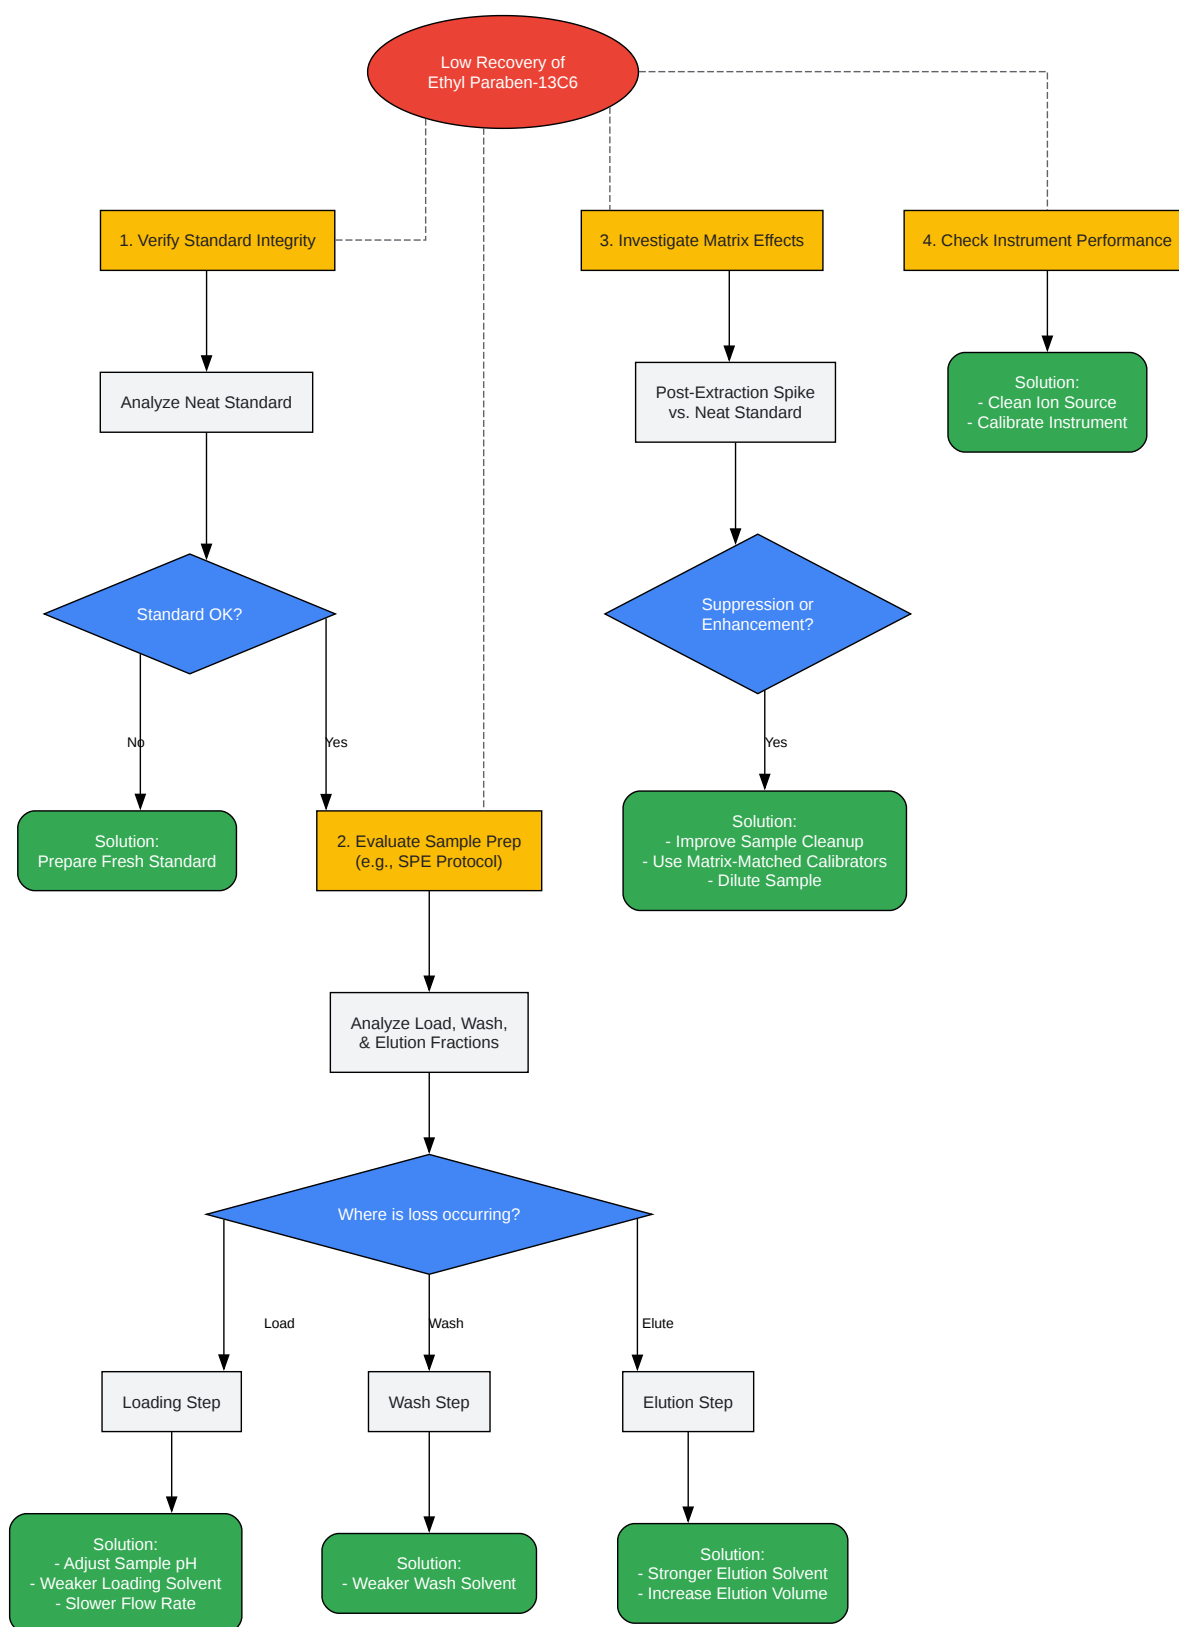 Low Recovery of
Ethyl Paraben-13C6
1. Verify Standard Integrity
3. Investigate Matrix Effects
4. Check Instrument Performance
Analyze Neat Standard
Post-Extraction Spike
vs. Neat Standard
Solution:
- Clean Ion Source
- Calibrate Instrument
Standard OK?
Suppression or
Enhancement?
No
Yes
Yes
Solution:
Prepare Fresh Standard
2. Evaluate Sample Prep
(e.g., SPE Protocol)
Solution:
- Improve Sample Cleanup
- Use Matrix-Matched Calibrators
- Dilute Sample
Analyze Load, Wash,
& Elution Fractions
Where is loss occurring?
Load
Wash
Elute
Loading Step
Wash Step
Elution Step
Solution:
- Adjust Sample pH
- Weaker Loading Solvent
- Slower Flow Rate
Solution:
- Weaker Wash Solvent
Solution:
- Stronger Elution Solvent
- Increase Elution Volume